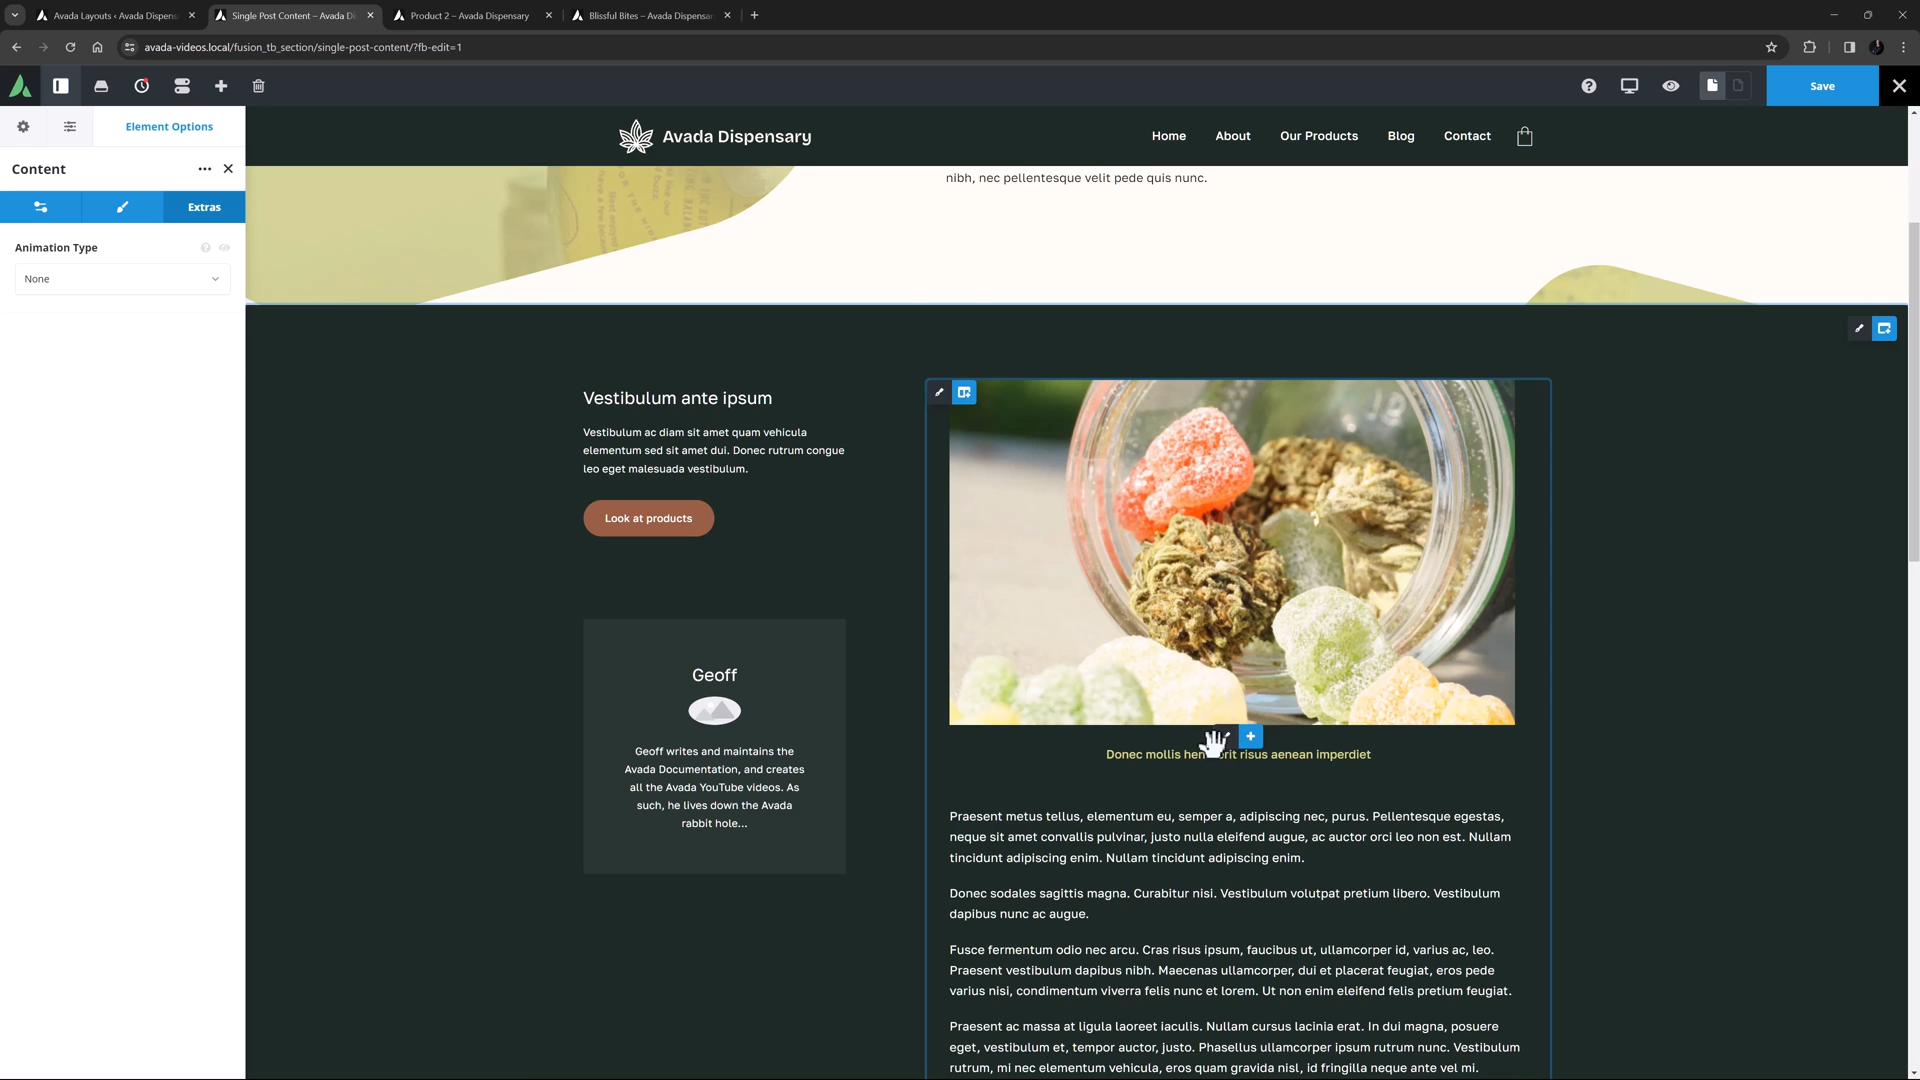 Avada Layouts ‹ Avada Dispens
Single Post Content – Avada Di
Product 2 – Avada Dispensary
Blissful Bites – Avada Dispensar
avada-videos.local/fusion_tb_section/single-post-content/?fb-edit=1
Save
Element Options
Content
Extras
Animation Type
None
Avada Dispensary
Home
About
Our Products
Blog
Contact
nibh, nec pellentesque velit pede quis nunc.
Vestibulum ante ipsum
Vestibulum ac diam sit amet quam vehicula
elementum sed sit amet dui. Donec rutrum congue
leo eget malesuada vestibulum.
Look at products
Geoff
Geoff writes and maintains the
Avada Documentation, and creates
all the Avada YouTube videos. As
such, he lives down the Avada
rabbit hole...
Donec mollis hen rit risus aenean imperdiet
Praesent metus tellus, elementum eu, semper a, adipiscing nec, purus. Pellentesque egestas,
neque sit amet convallis pulvinar, justo nulla eleifend augue, ac auctor orci leo non est. Nullam
tincidunt adipiscing enim. Nullam tincidunt adipiscing enim.
Donec sodales sagittis magna. Curabitur nisi. Vestibulum volutpat pretium libero. Vestibulum
dapibus nunc ac augue.
Fusce fermentum odio nec arcu. Cras risus ipsum, faucibus ut, ullamcorper id, varius ac, leo.
Praesent vestibulum dapibus nibh. Maecenas ullamcorper, dui et placerat feugiat, eros pede
varius nisi, condimentum viverra felis nunc et lorem. Ut non enim eleifend felis pretium feugiat.
Praesent ac massa at ligula laoreet iaculis. Nullam cursus lacinia erat. In dui magna, posuere
eget, vestibulum et, tempor auctor, justo. Phasellus ullamcorper ipsum rutrum nunc. Vestibulum
rutrum, mi nec elementum vehicula, eros quam gravida nisl, id fringilla neque ante vel mi.